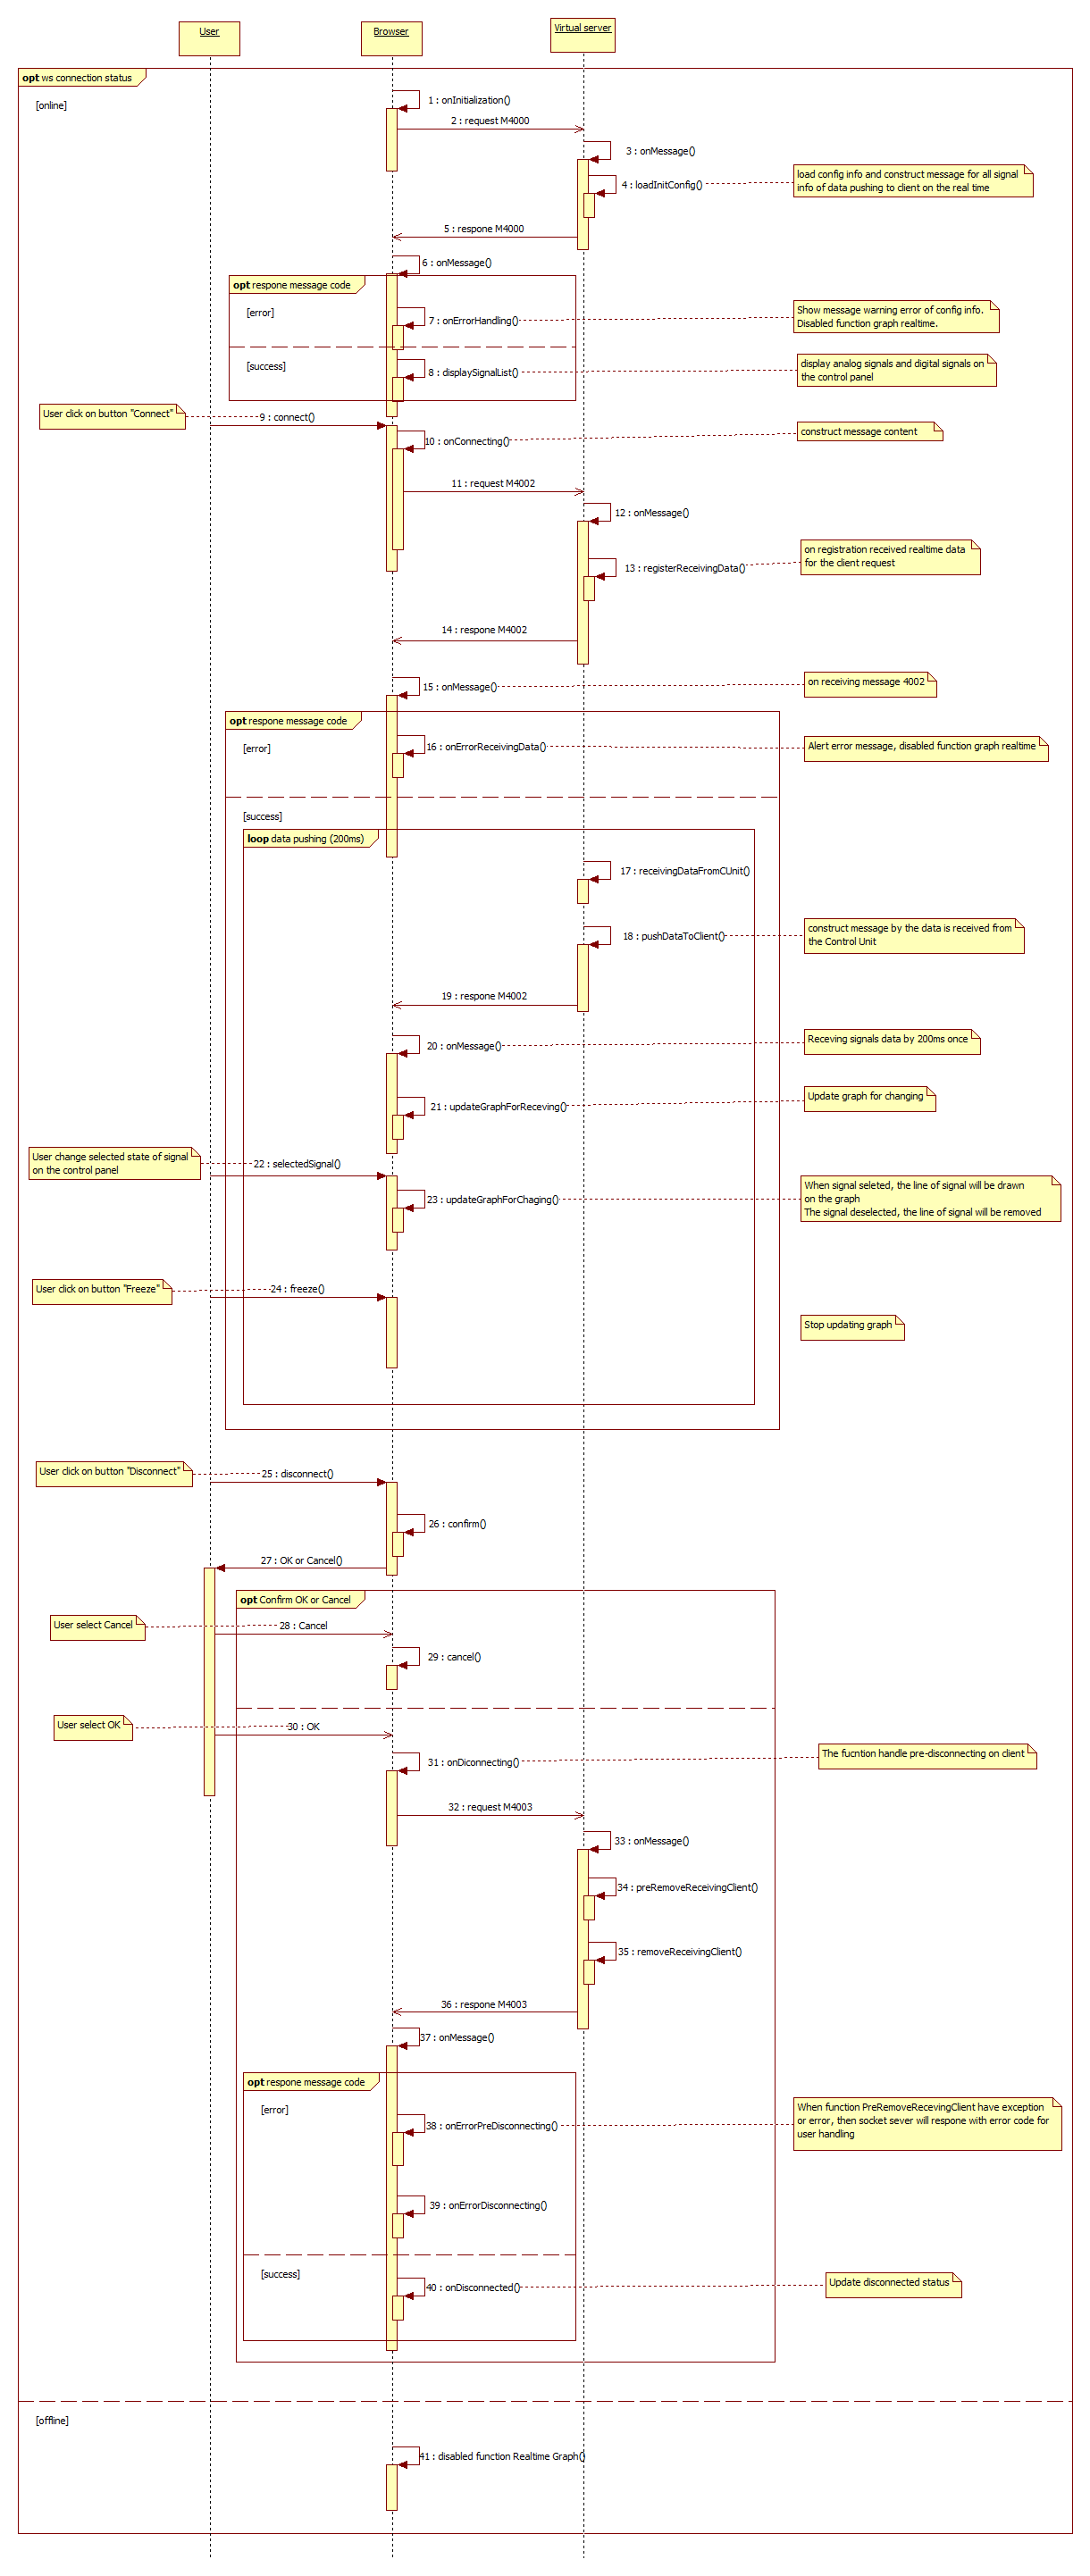 User
Browser
Virtual server
opt ws connection status
[online]
1 : onInitialization()
2 : request M4000
3 : onMessage()
load config info and construct message for all signal
info of data pushing to client on the real time
4 : loadInitConfig()
5 : respone M4000
6 : onMessage()
opt respone message code
[error]
Show message warning error of config info.
Disabled function graph realtime.
7 : onErrorHandling()
[success]
display analog signals and digital signals on
the control panel
8 : displaySignalList()
User click on button "Connect"
9 : connect()
construct message content
10 : onConnecting()
11 : request M4002
12 : onMessage()
on registration received realtime data
for the client request
13 : registerReceivingData()
14 : respone M4002
15 : onMessage()
on receiving message 4002
opt respone message code
[error]
16 : onErrorReceivingData()
Alert error message, disabled function graph realtime
[success]
loop data pushing (200ms)
17 : receivingDataFromCUnit()
construct message by the data is received from
the Control Unit
18 : pushDataToClient()
19 : respone M4002
20 : onMessage()
Receving signals data by 200ms once
21 : updateGraphForReceving()
Update graph for changing
User change selected state of signal
on the control panel
22 : selectedSignal()
When signal seleted, the line of signal will be drawn
on the graph
The signal deselected, the line of signal will be removed
23 : updateGraphForChaging()
User click on button "Freeze"
24 : freeze()
Stop updating graph
User click on button "Disconnect"
25 : disconnect()
26 : confirm()
27 : OK or Cancel()
opt Confirm OK or Cancel
User select Cancel
28 : Cancel
29 : cancel()
User select OK
30 : OK
31 : onDiconnecting()
The fucntion handle pre-disconnecting on client
32 : request M4003
33 : onMessage()
34 : preRemoveReceivingClient()
35 : removeReceivingClient()
36 : respone M4003
37 : onMessage()
opt respone message code
[error]
When function PreRemoveRecevingClient have exception
or error, then socket sever will respone with error code for
user handling
38 : onErrorPreDisconnecting()
39 : onErrorDisconnecting()
[success]
40 : onDisconnected()
Update disconnected status
[offline]
41 : disabled function Realtime Graph()